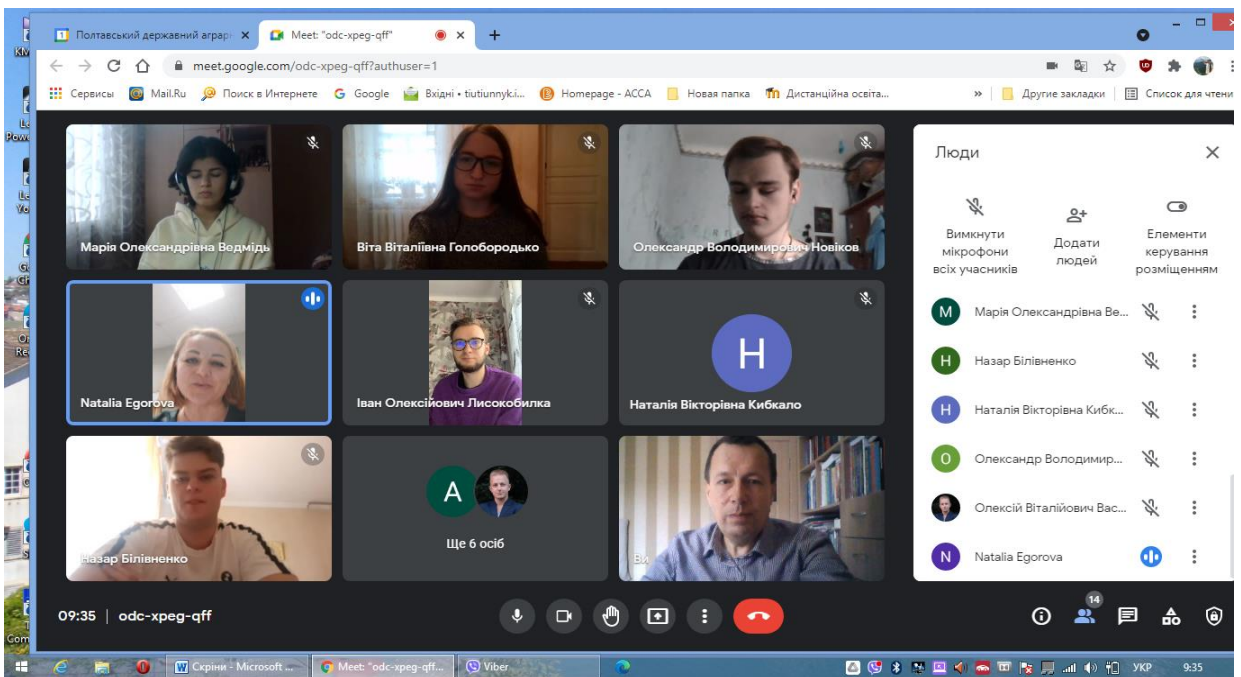 Полтавський державний аграр
Meet: "odc-xpeg-qff"
meet.google.com/odc-xpeg-qff?authuser=1
Сервисы
Mail.Ru
Поиск в Интернете
Google
Вхідні • tiutiunnyk.i...
Homepage - ACCA
Новая папка
Дистанційна освіта...
»
Другие закладки
Список для чтени
Марія Олександрівна Ведмідь
Віта Віталіївна Голобородько
Олександр Володимирович Новіков
Natalia Egorova
Іван Олексійович Лисокобилка
Н
Наталія Вікторівна Кибкало
Назар Білівненко
А
Ще 6 осіб
Ви
Люди
Вимкнути
мікрофони
всіх учасників
Додати
людей
Елементи
керування
розміщенням
М
Марія Олександрівна Ве...
Н
Назар Білівненко
Н
Наталія Вікторівна Кибк...
О
Олександр Володимир...
Олексій Віталійович Вас...
N
Natalia Egorova
09:35 | odc-xpeg-qff
14
Скріни - Microsoft ...
Meet: "odc-xpeg-qff...
Viber
УКР
9:35